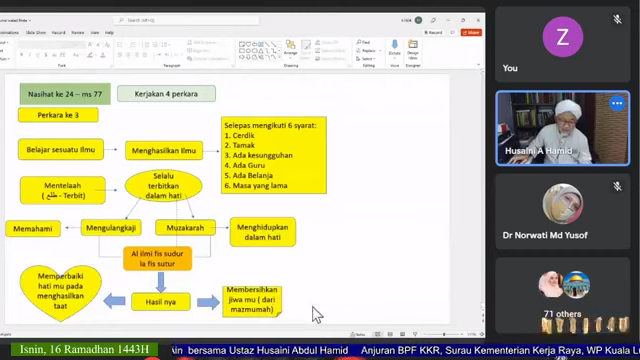 Share
Dictate
Nasihat ke 24 – ms 77
Kerjakan 4 perkara
Perkara ke 3
Belajar sesuatu Ilmu
Menghasilkan Ilmu
Selepas mengikuti 6 syarat:
1. Cerdik
2. Tamak
3. Ada kesungguhan
4. Ada Guru
5. Ada Belanja
6. Masa yang lama
Mentelaah
( طلع - Terbit)
Selalu
terbitkan
dalam hati
Memahami
Mengulangkaji
Muzakarah
Menghidupkan
dalam hati
Al ilmi fis sudur
la fis sutur
Memperbaiki
hati mu pada
menghasilkan
taat
Hasil nya
Membersihkan
jiwa mu ( dari
mazmumah)
Z
You
Husaini A Hamid
Dr Norwati Md Yusof
71 others
Isnin, 16 Ramadhan 1443H
bersama Ustaz Husaini Abdul Hamid
Anjuran BPF KKR, Surau Kementerian Kerja Raya, WP Kuala